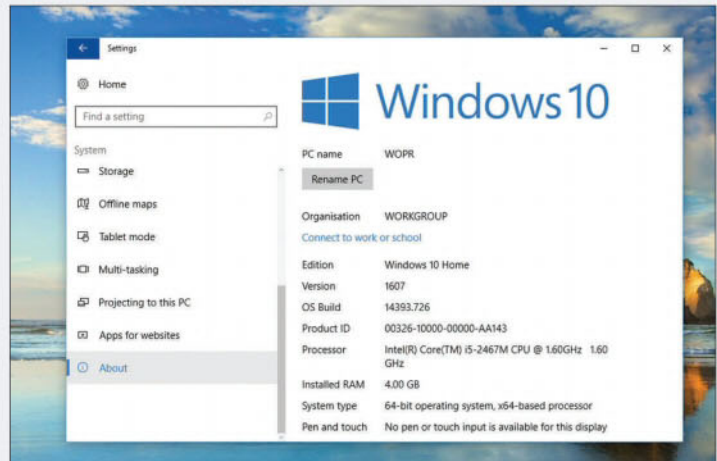 Settings
Home
Find a setting
System
Storage
Offline maps
Tablet mode
Multi-tasking
Projecting to this PC
Apps for websites
About
Windows 10
PC name WOPR
Rename PC
Organisation WORKGROUP
Connect to work or school
Edition Windows 10 Home
Version 1607
OS Build 14393.726
Product ID 00326-10000-00000-AA143
Processor Intel(R) Core(TM) i5-2467M CPU @ 1.60GHz 1.60
GHz
Installed RAM 4.00 GB
System type 64-bit operating system, x64-based processor
Pen and touch No pen or touch input is available for this display